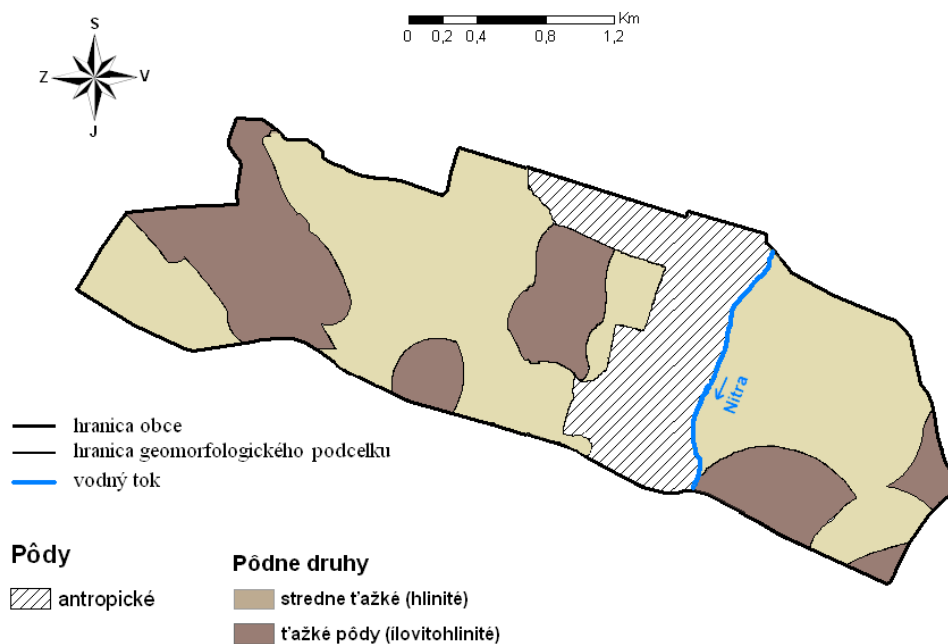 S
Z V
J
Km
0 0,2 0,4 0,8 1,2
Nitra
hranica obce
hranica geomorfologického podcelku
vodný tok
Pôdy
antropické
Pôdne druhy
stredne ťažké (hlinité)
ťažké pôdy (ílovitohlinité)